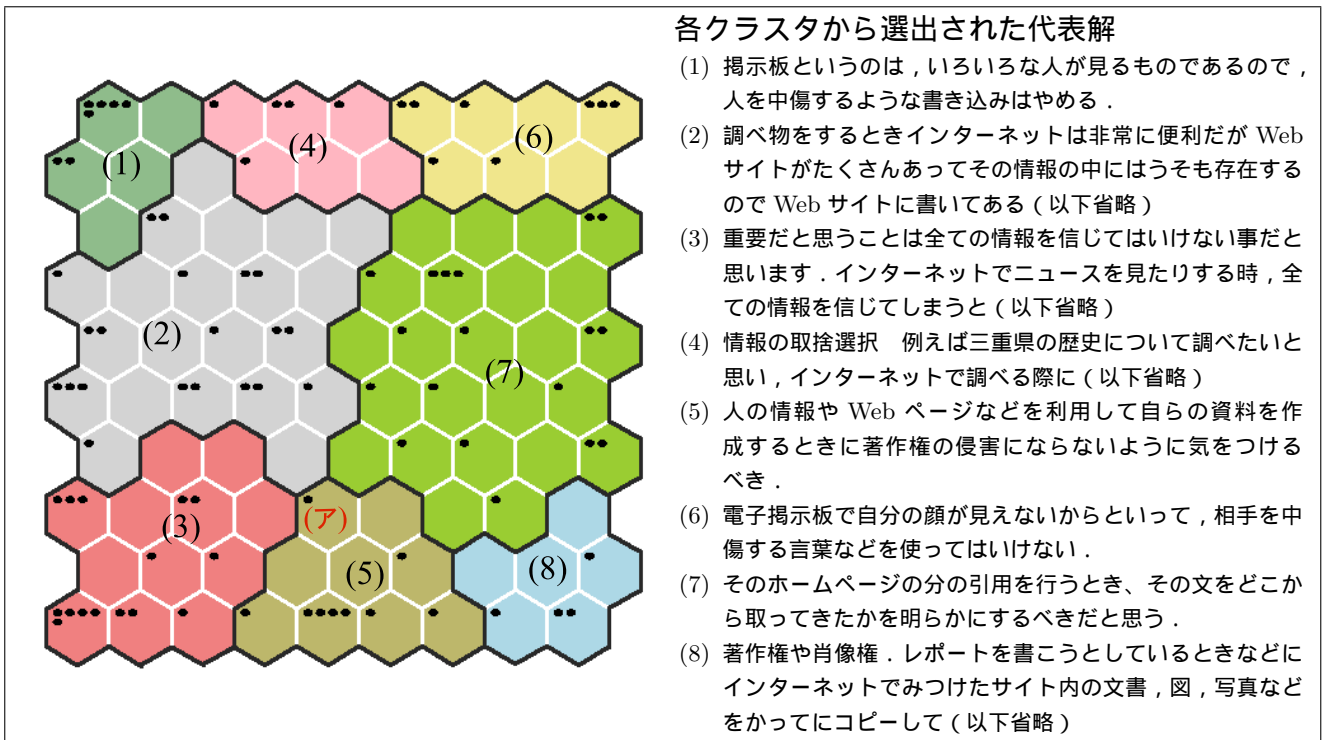 各クラスタから選出された代表解
(1) 掲示板というのは，いろいろな人が見るものであるので，
人を中傷するような書き込みはやめる．
(2) 調べ物をするときインターネットは非常に便利だが Web
サイトがたくさんあってその情報の中にはうそも存在する
ので Web サイトに書いてある（以下省略）
(3) 重要だと思うことは全ての情報を信じてはいけない事だと
思います．インターネットでニュースを見たりする時，全
ての情報を信じてしまうと（以下省略）
(4) 情報の取捨選択　例えば三重県の歴史について調べたいと
思い，インターネットで調べる際に（以下省略）
(5) 人の情報や Web ページなどを利用して自らの資料を作
成するときに著作権の侵害にならないように気をつける
べき．
(6) 電子掲示板で自分の顔が見えないからといって，相手を中
傷する言葉などを使ってはいけない．
(7) そのホームページの分の引用を行うとき、その文をどこか
ら取ってきたかを明らかにするべきだと思う．
(8) 著作権や肖像権．レポートを書こうとしているときなどに
インターネットでみつけたサイト内の文書，図，写真など
をかってにコピーして（以下省略）
(1)
(4)
(6)
(2)
(7)
(3)
(ア)
(5)
(8)